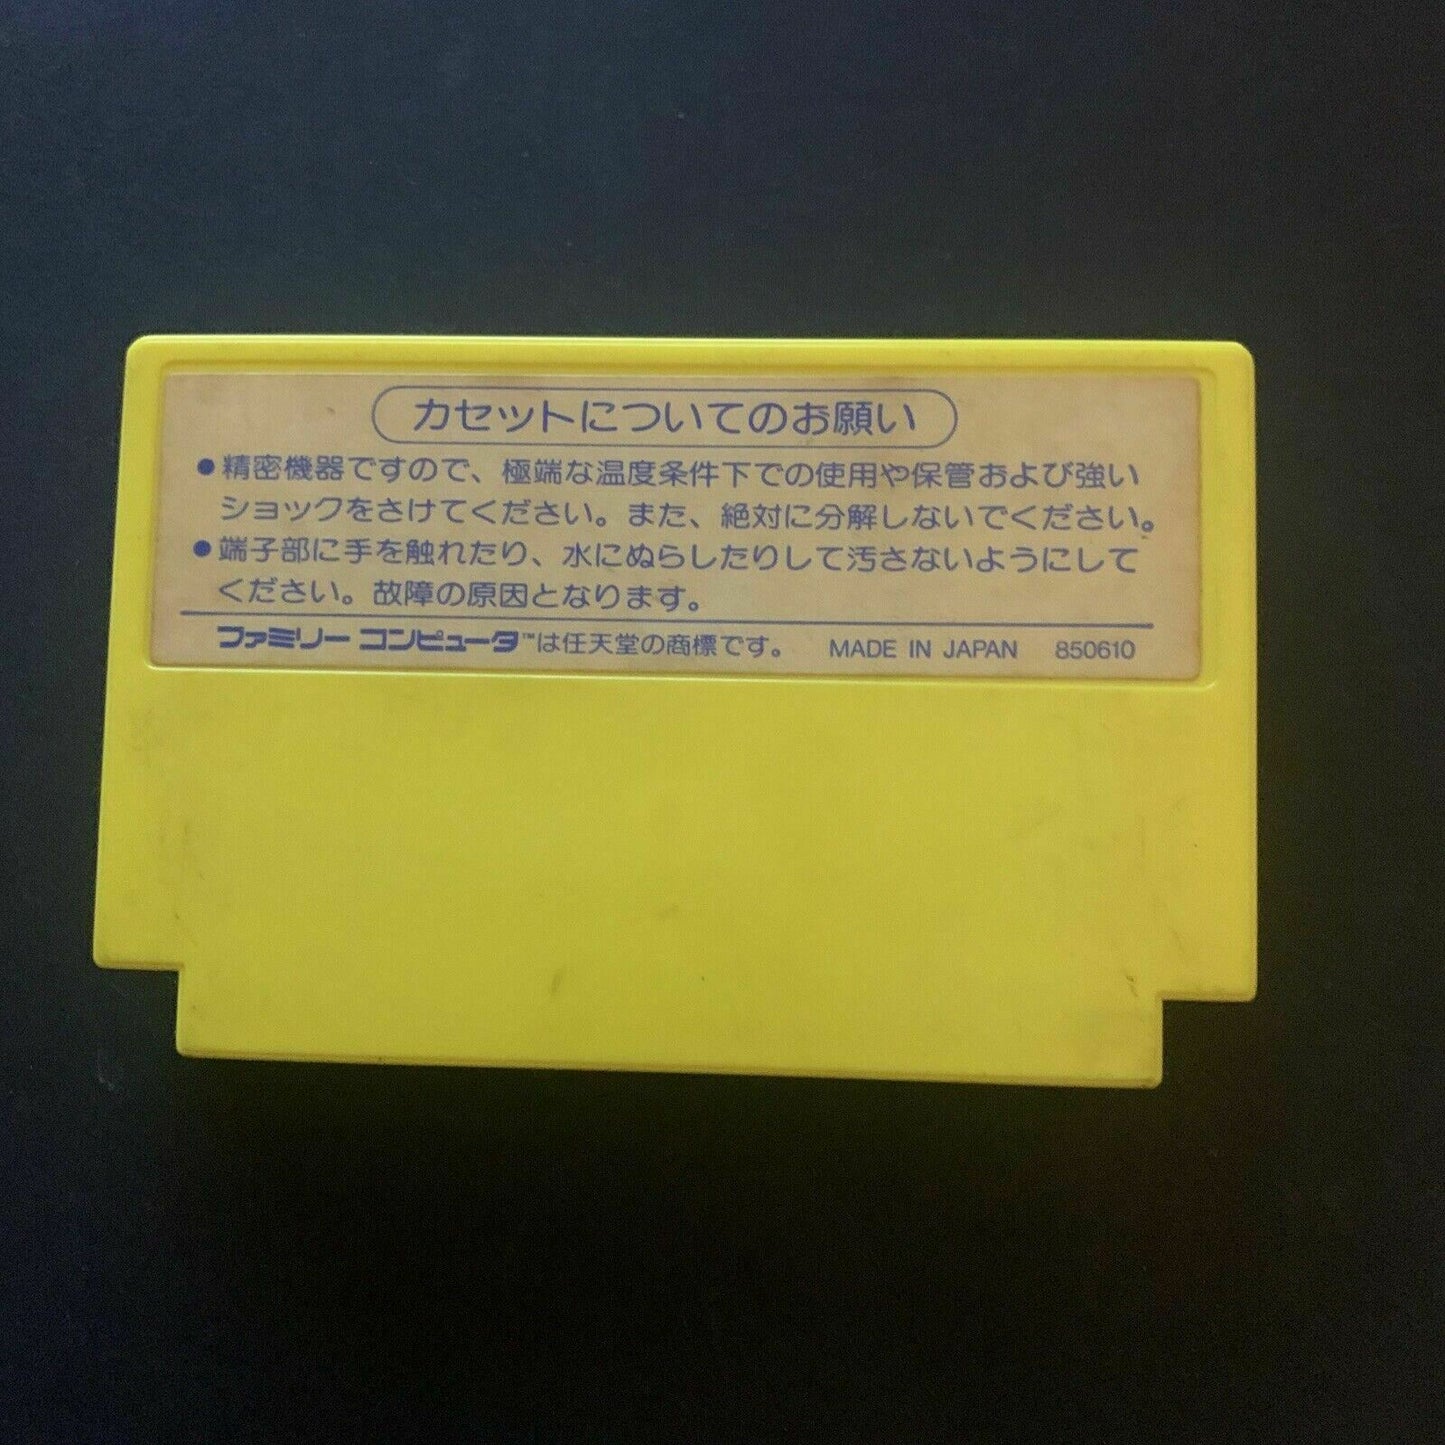 カセットについてのお願い
●精密機器ですので、極端な温度条件下での使用や保管および強い
ショックをさけてください。また、絶対に分解しないでください。
●端子部に手を触れたり、水にぬらしたりして汚さないようにして
ください。故障の原因となります。
ファミリー コンピュータ™は任天堂の商標です。 MADE IN JAPAN 850610